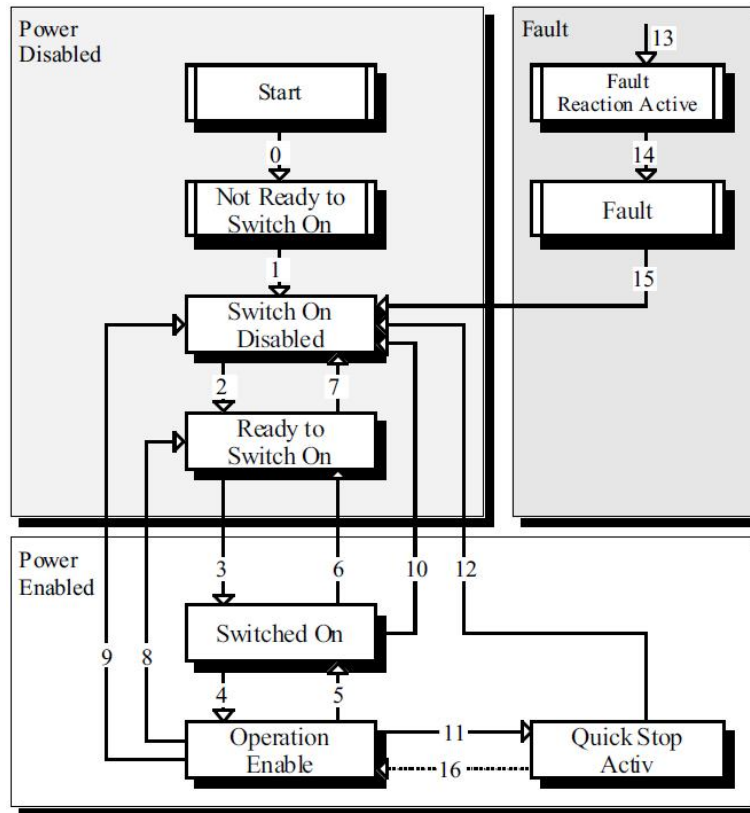 Power
Disabled
Start
0
Not Ready to
Switch On
1
Switch On
Disabled
2
7
Ready to
Switch On
Fault
13
Fault
Reaction Active
14
Fault
15
Power
Enabled
3
6
10
12
Switched On
9
8
4
5
Operation
Enable
11
16
Quick Stop
Activ